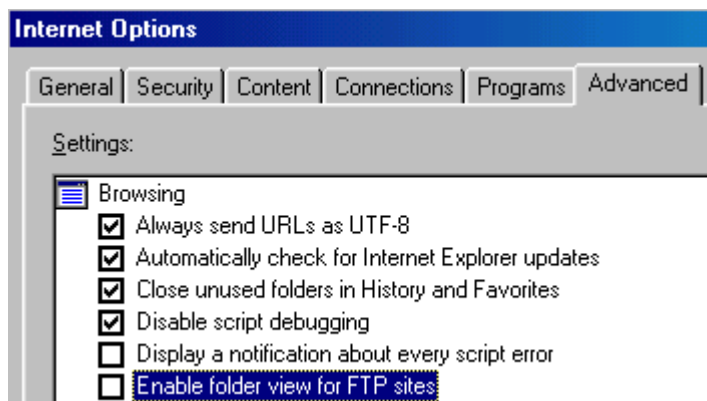 Internet Options
General Security Content Connections Programs Advanced
Settings:
Browsing
Always send URLs as UTF-8
Automatically check for Internet Explorer updates
Close unused folders in History and Favorites
Disable script debugging
Display a notification about every script error
Enable folder view for FTP sites